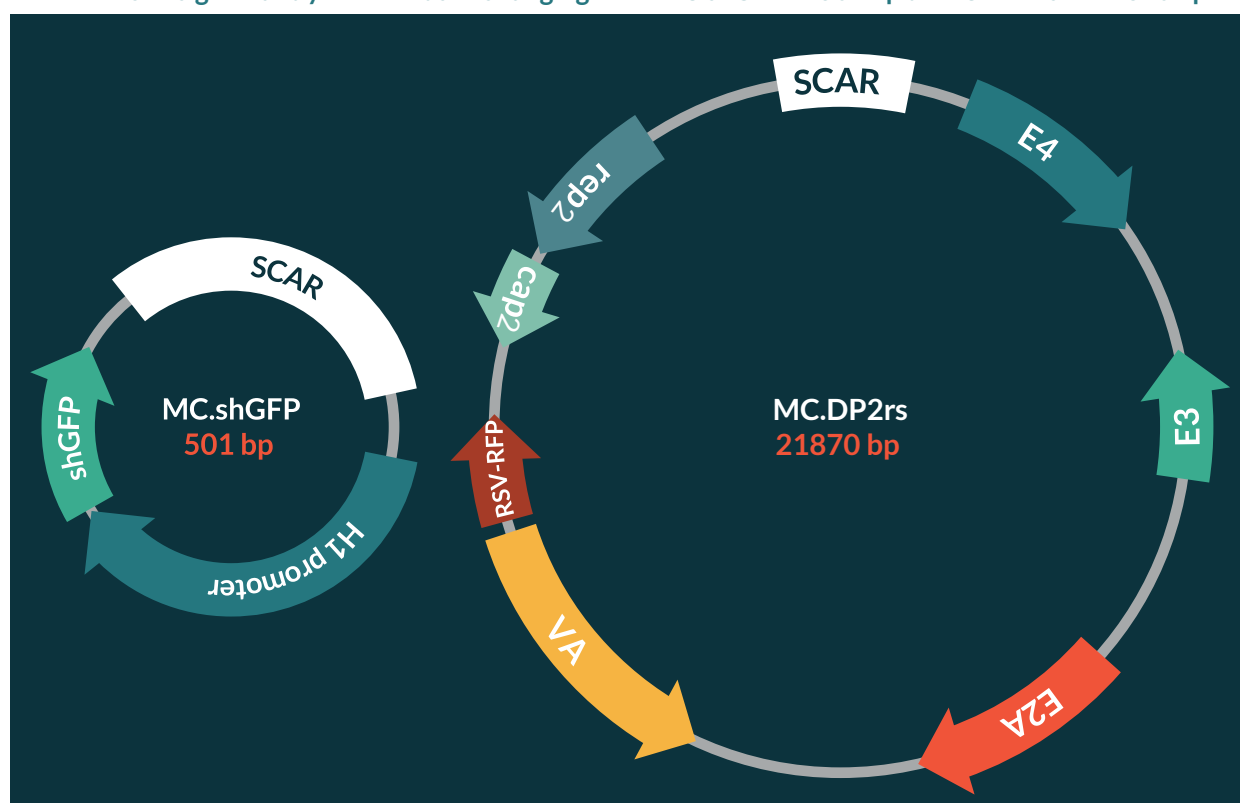 SCAR
shGFP
H1 promoter
MC.shGFP
501 bp
SCAR
E4
E3
E2A
VA
RSV-RFP
cap2
rep2
MC.DP2rs
21870 bp